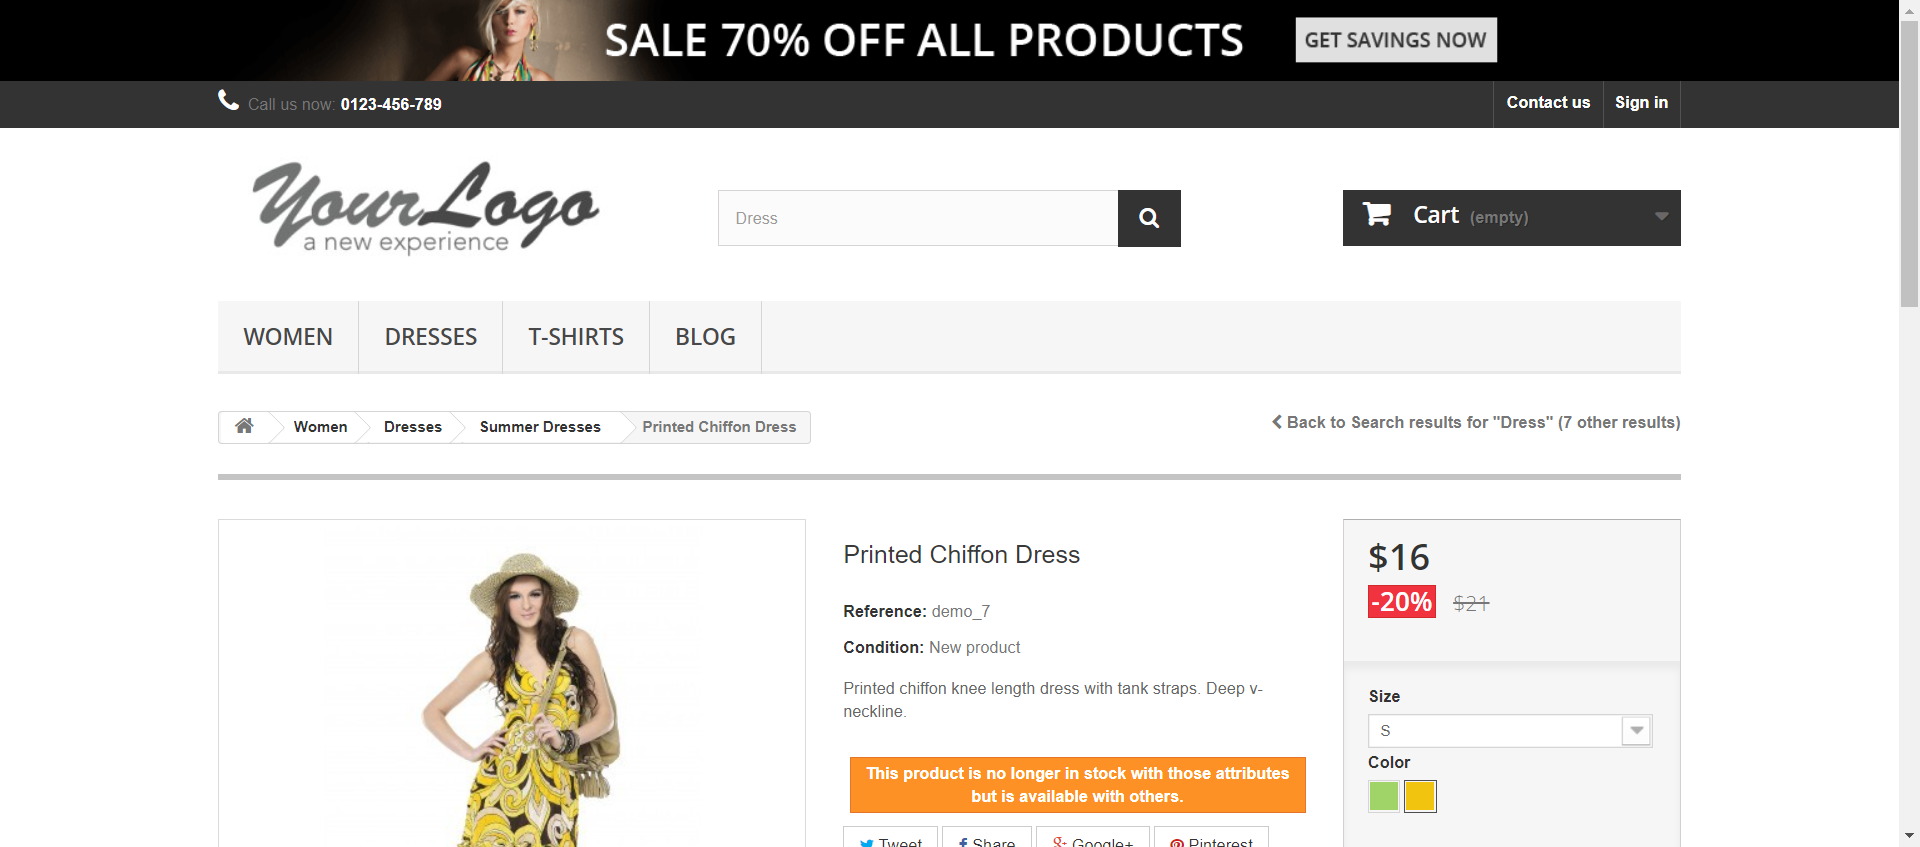 SALE 70% OFF ALL PRODUCTS
GET SAVINGS NOW
Call us now: 0123-456-789
Contact us
Sign in
YourLogo
a new experience
Dress
Cart (empty)
WOMEN
DRESSES
T-SHIRTS
BLOG
Women
Dresses
Summer Dresses
Printed Chiffon Dress
Back to Search results for "Dress" (7 other results)
Printed Chiffon Dress
Reference: demo_7
Condition: New product
Printed chiffon knee length dress with tank straps. Deep v-
neckline.
This product is no longer in stock with those attributes
but is available with others.
Tweet
Share
Google+
Pinterest
$16
-20% $21
Size
S
Color